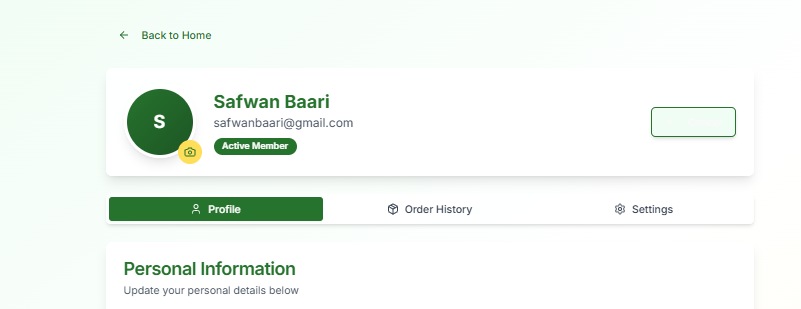 Back to Home
Safwan Baari
S
safwanbaari@gmail.com
Active Member
Profile
Order History
Settings
Personal Information
Update your personal details below